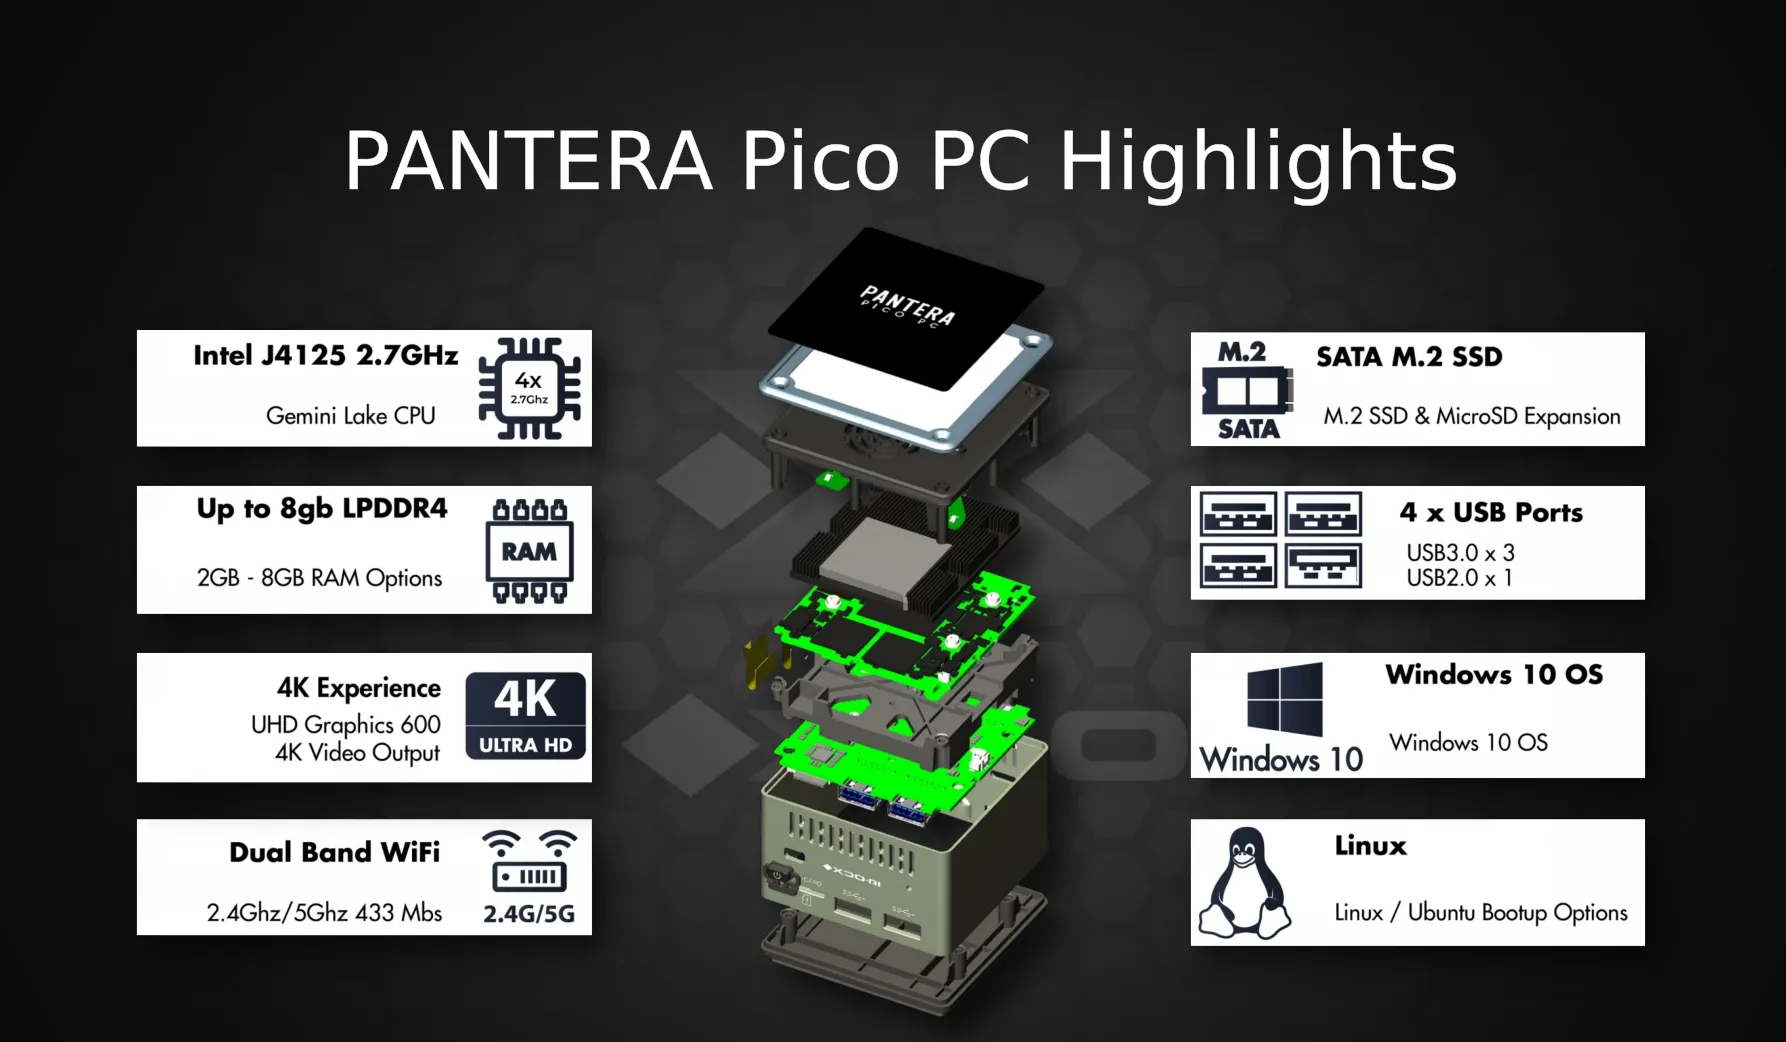 PANTERA Pico PC Highlights
PANTERA
PICO PC
Intel J4125 2.7GHz
Gemini Lake CPU
4x
2.7Ghz
Up to 8gb LPDDR4
2GB - 8GB RAM Options
RAM
4K Experience
UHD Graphics 600
4K Video Output
4K
ULTRA HD
Dual Band WiFi
2.4Ghz/5Ghz 433 Mbs
2.4G/5G
M.2
SATA
SATA M.2 SSD
M.2 SSD & MicroSD Expansion
4 x USB Ports
USB3.0 x 3
USB2.0 x 1
Windows 10
Windows 10 OS
Windows 10 OS
Linux
Linux / Ubuntu Bootup Options
CARD